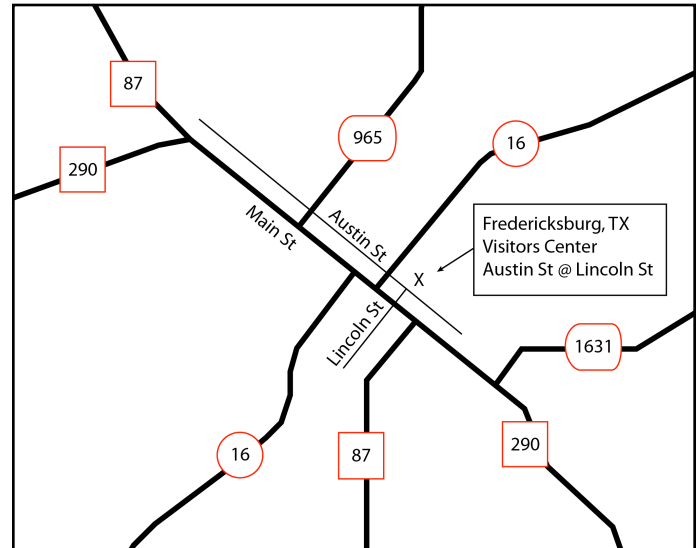 87
965
16
290
Main St
Austin St
Fredericksburg, TX
Visitors Center
Austin St @ Lincoln St
X
Lincoln St
1631
16
87
290